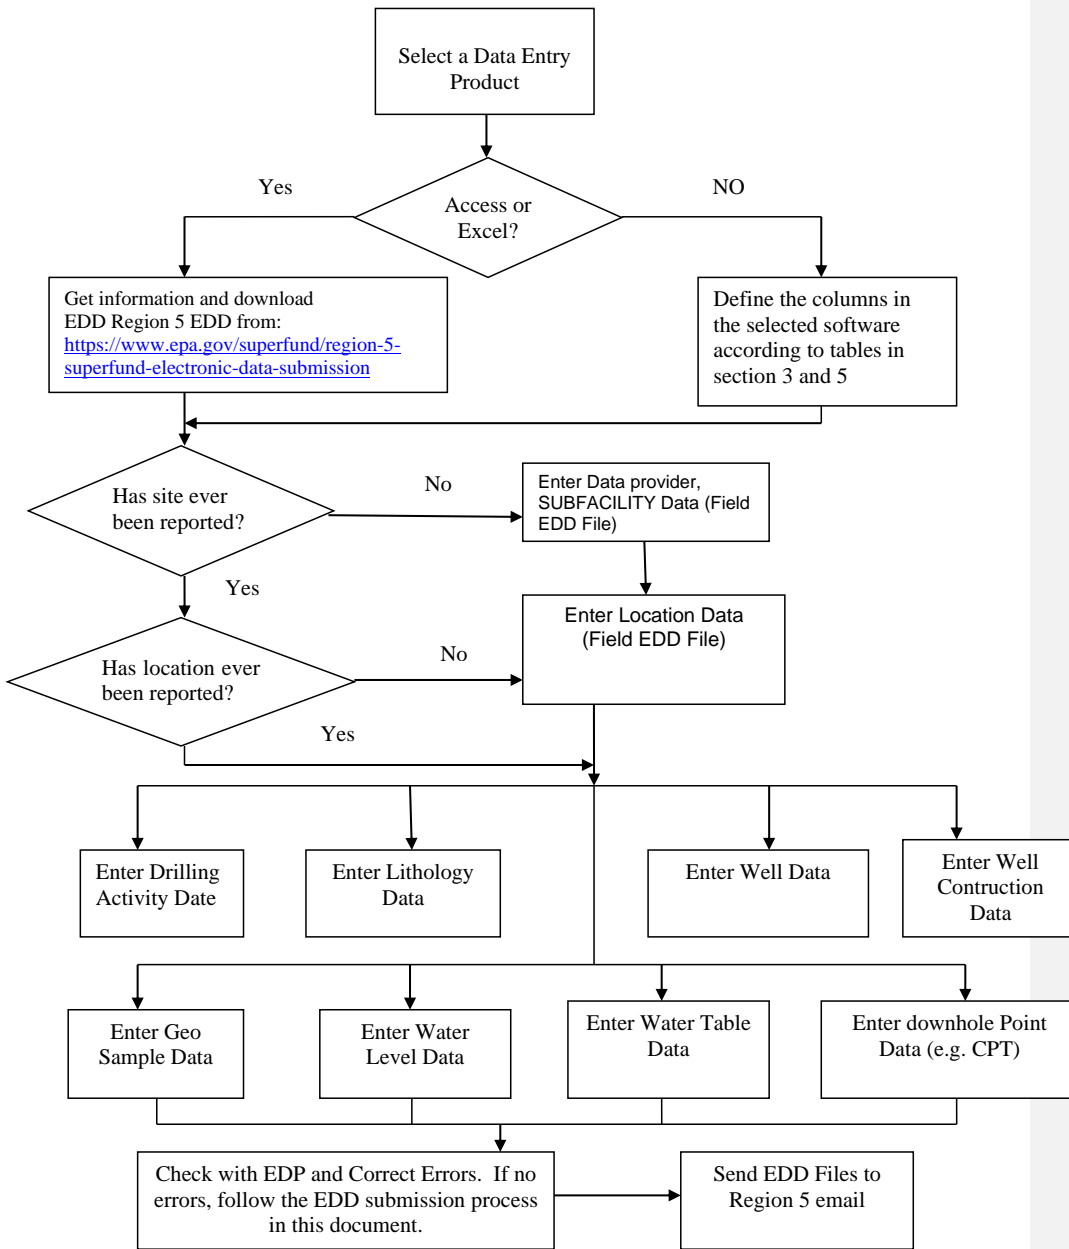 Select a Data Entry
Product
Yes
NO
Access or
Excel?
Get information and download
EDD Region 5 EDD from:
https://www.epa.gov/superfund/region-5-
superfund-electronic-data-submission
Define the columns in
the selected software
according to tables in
section 3 and 5
Has site ever
been reported?
No
Enter Data provider,
SUBFACILITY Data (Field
EDD File)
Yes
Enter Location Data
(Field EDD File)
Has location ever
been reported?
No
Yes
Enter Drilling
Activity Date
Enter Lithology
Data
Enter Well Data
Enter Well
Contruction
Data
Enter Geo
Sample Data
Enter Water
Level Data
Enter Water Table
Data
Enter downhole Point
Data (e.g. CPT)
Check with EDP and Correct Errors.  If no
errors, follow the EDD submission process
in this document.
Send EDD Files to
Region 5 email